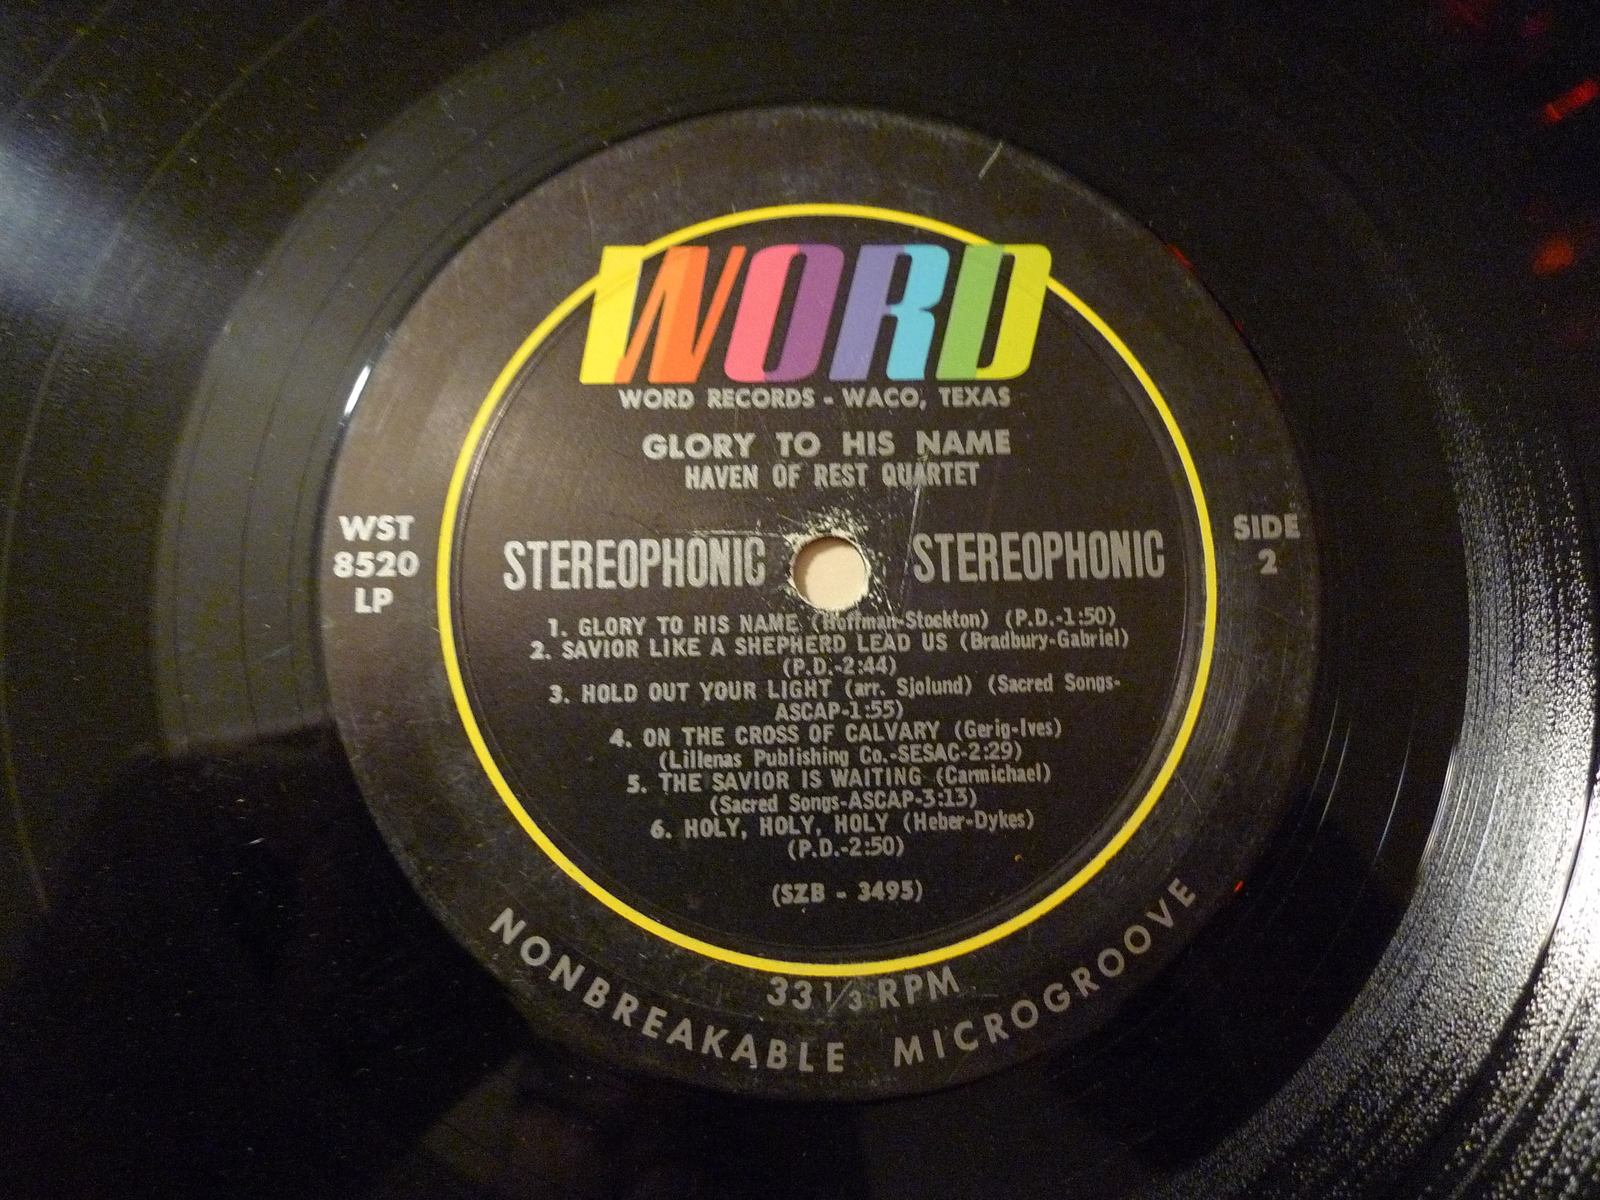 WORD
WORD RECORDS - WACO, TEXAS
GLORY TO HIS NAME
HAVEN OF REST QUARTET
WST
8520
LP
STEREOPHONIC STEREOPHONIC
SIDE
2
1. GLORY TO HIS NAME (Hoffman-Stockton) (P.D.-1:50)
2. SAVIOR LIKE A SHEPHERD LEAD US (Bradbury-Gabriel)
(P.D.-2:44)
3. HOLD OUT YOUR LIGHT (arr. Sjolund) (Sacred Songs-
ASCAP-1:55)
4. ON THE CROSS OF CALVARY (Gerig-Ives)
(Lillenas Publishing Co.-SESAC-2:29)
5. THE SAVIOR IS WAITING (Carmichael)
(Sacred Songs-ASCAP-3:13)
6. HOLY, HOLY, HOLY (Heber-Dykes)
(P.D.-2:50)
(SZB - 3495)
33 1/3 RPM
NONBREAKABLE MICROGROOVE